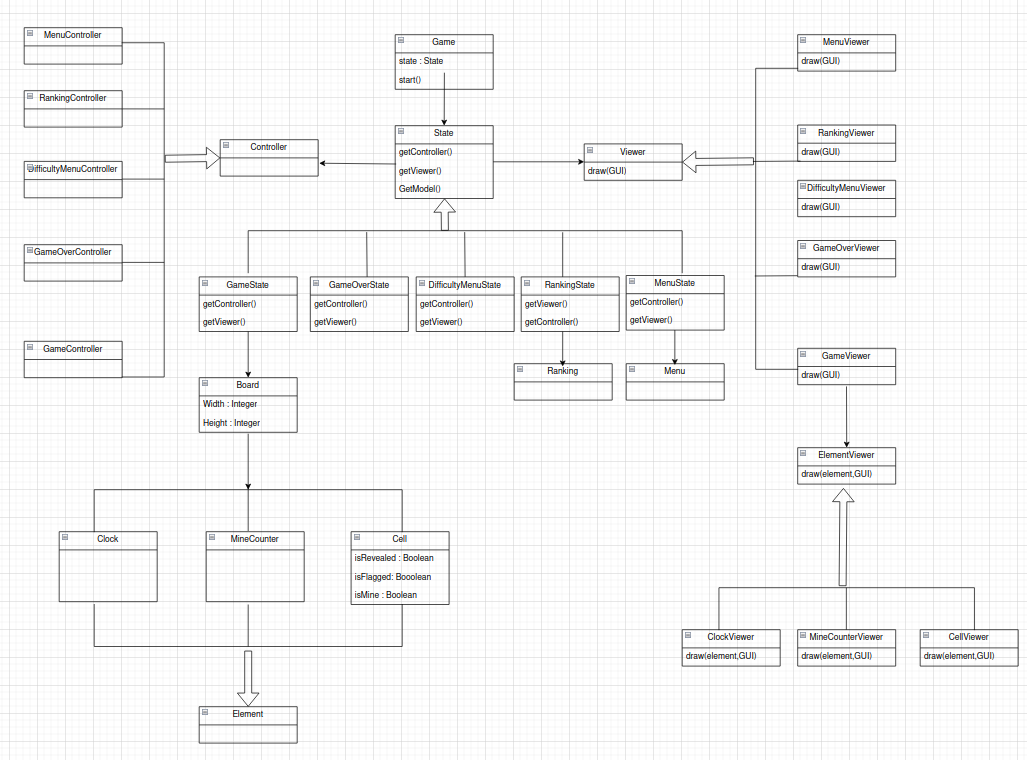 MenuController
RankingController
DifficultyMenuController
GameOverController
GameController
Controller
Game
state : State
start()
State
getController()
getViewer()
GetModel()
Viewer
draw(GUI)
MenuViewer
draw(GUI)
RankingViewer
draw(GUI)
DifficultyMenuViewer
draw(GUI)
GameOverViewer
draw(GUI)
GameViewer
draw(GUI)
GameState
getController()
getViewer()
GameOverState
getController()
getViewer()
DifficultyMenuState
getController()
getViewer()
RankingState
getViewer()
getController()
MenuState
getController()
getViewer()
Board
Width : Integer
Height : Integer
Ranking
Menu
ElementViewer
draw(element,GUI)
Clock
MineCounter
Cell
isRevealed : Boolean
isFlagged: Booolean
isMine : Boolean
ClockViewer
draw(element,GUI)
MineCounterViewer
draw(element,GUI)
CellViewer
draw(element,GUI)
Element